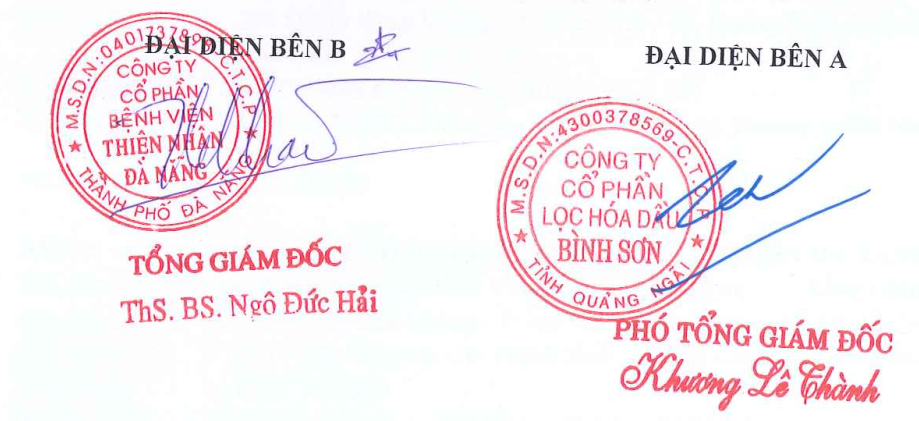 ĐẠI DIỆN BÊN B
M.S.D.N:040173789 C.T.C.P
CÔNG TY
CỔ PHẦN
BỆNH VIỆN
THIỆN NHÂN
ĐÀ NẴNG
THÀNH PHỐ ĐÀ NẴNG
TỔNG GIÁM ĐỐC
ThS. BS. Ngô Đức Hải
ĐẠI DIỆN BÊN A
M.S.D.N:4300378569-C.T.C.P
CÔNG TY
CỔ PHẦN
LỌC HÓA DẦU
BÌNH SƠN
TỈNH QUẢNG NGÃI
PHÓ TỔNG GIÁM ĐỐC
Khương Lê Thành